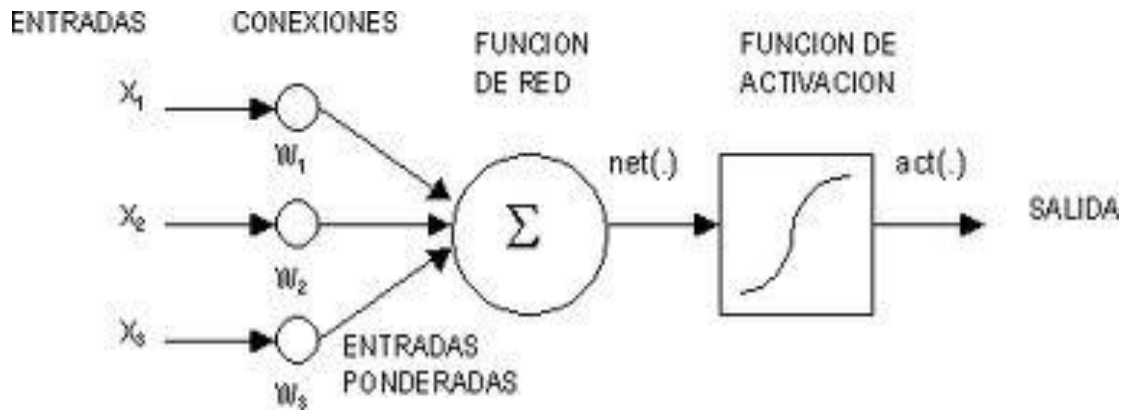 ENTRADAS
CONEXIONES
FUNCION
DE RED
FUNCION DE
ACTIVACION
X₁
W₁
net(.)
act(.)
X₂
Σ
SALIDA
W₂
X₃
ENTRADAS
PONDERADAS
W₃